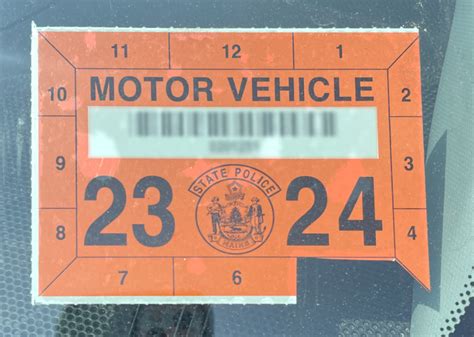 11 12 1
10 MOTOR VEHICLE 2
9 3
23 STATE POLICE 24
MAINE
8 4
7 6